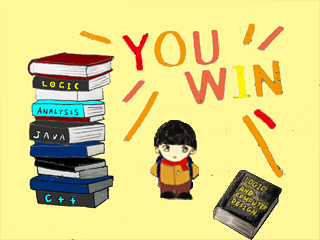 YOU
WIN
LOGIC
ANALYSIS
JAVA
C++
LOGIC
AND
COMPUTER
DESIGN